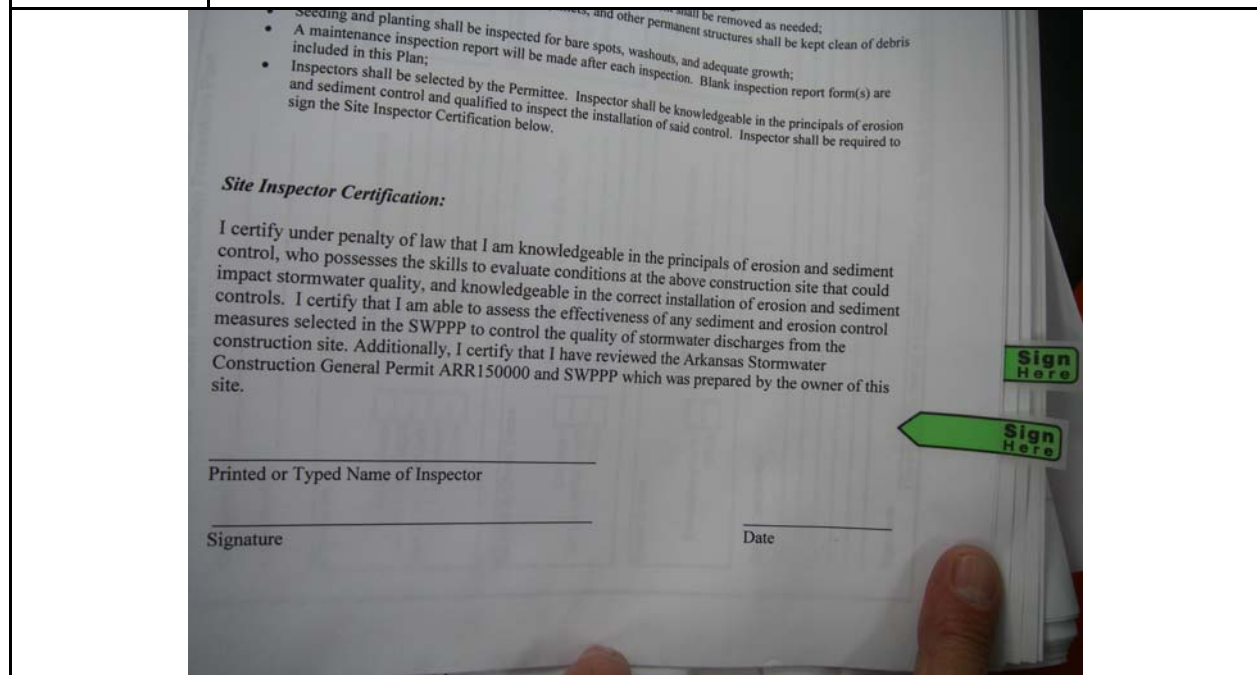 shall be removed as needed;
and other permanent structures shall be kept clean of debris
• Seeding and planting shall be inspected for bare spots, washouts, and adequate growth;
• A maintenance inspection report will be made after each inspection. Blank inspection report form(s) are
included in this Plan;
• Inspectors shall be selected by the Permittee. Inspector shall be knowledgeable in the principals of erosion
and sediment control and qualified to inspect the installation of said control. Inspector shall be required to
sign the Site Inspector Certification below.
Site Inspector Certification:
I certify under penalty of law that I am knowledgeable in the principals of erosion and sediment
control, who possesses the skills to evaluate conditions at the above construction site that could
impact stormwater quality, and knowledgeable in the correct installation of erosion and sediment
controls. I certify that I am able to assess the effectiveness of any sediment and erosion control
measures selected in the SWPPP to control the quality of stormwater discharges from the
construction site. Additionally, I certify that I have reviewed the Arkansas Stormwater
Construction General Permit ARR150000 and SWPPP which was prepared by the owner of this
site.
Sign
Here
Sign
Here
Printed or Typed Name of Inspector
Signature
Date